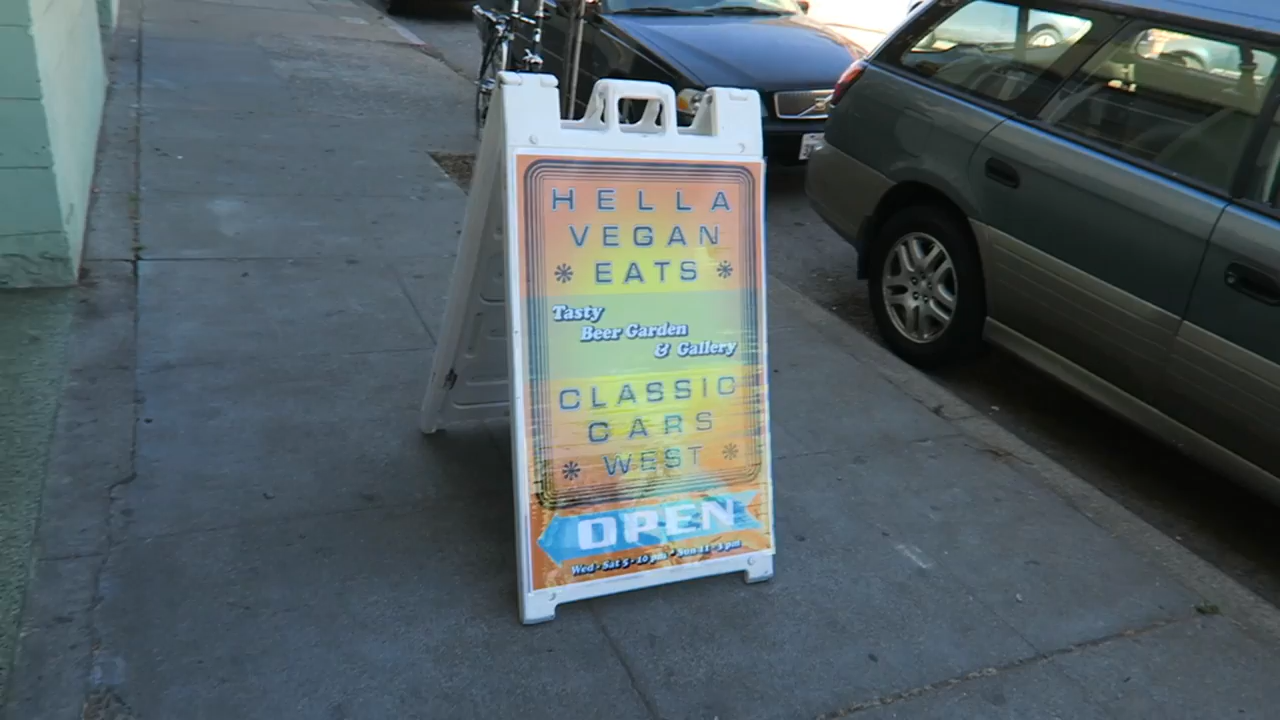 HELLA
VEGAN
EATS
Tasty
Beer Garden
& Gallery
CLASSIC
CARS
WEST
OPEN
Wed - Sat 5 - 10 pm * Sun 11 - 3 pm